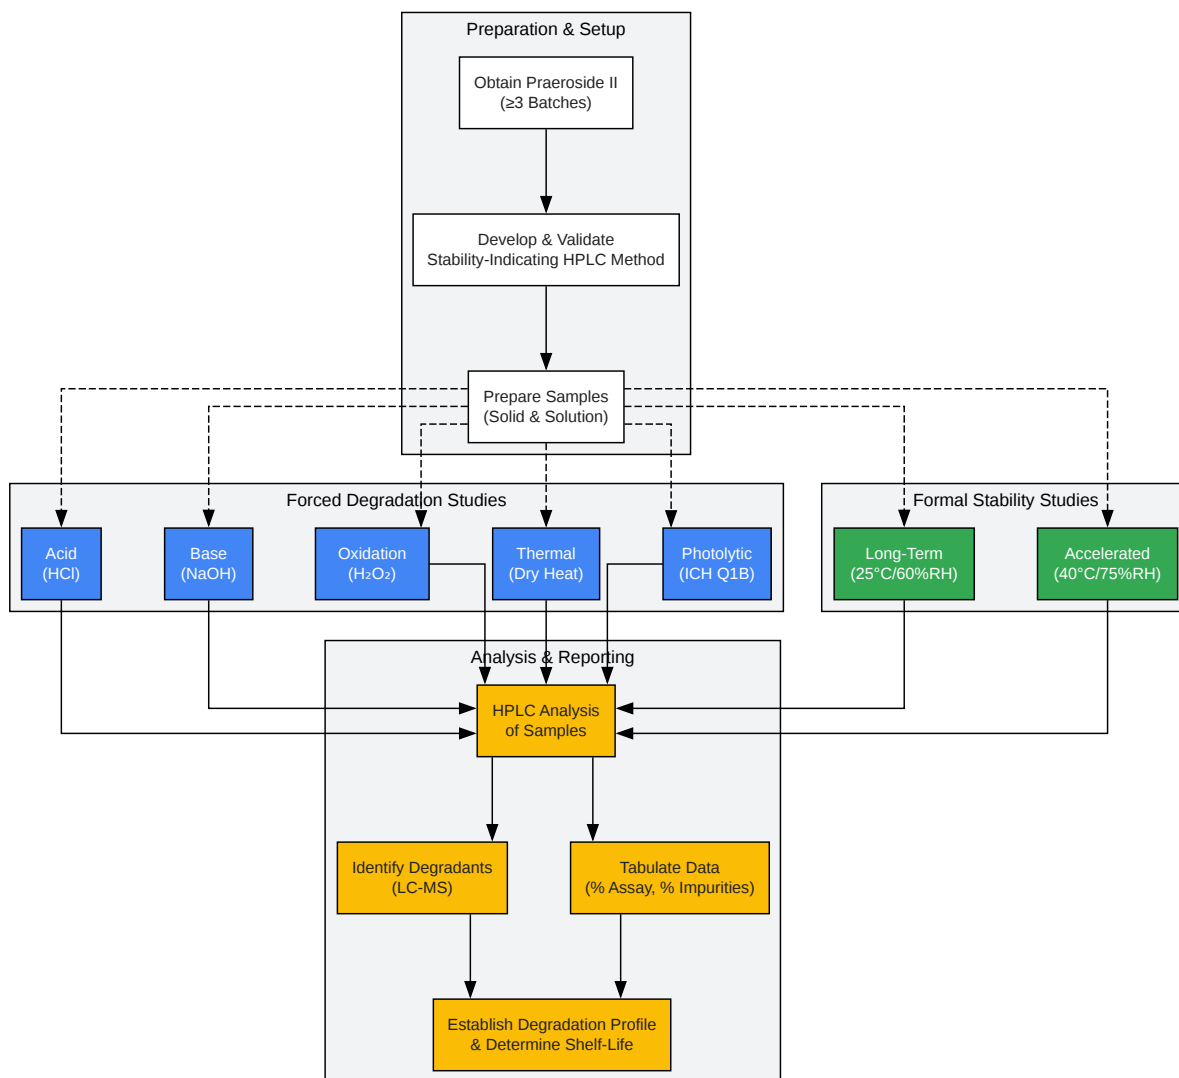 Preparation & Setup
Obtain Praeroside II
(≥3 Batches)
Develop & Validate
Stability-Indicating HPLC Method
Prepare Samples
(Solid & Solution)
Forced Degradation Studies
Acid
(HCl)
Base
(NaOH)
Oxidation
(H₂O₂)
Thermal
(Dry Heat)
Photolytic
(ICH Q1B)
Formal Stability Studies
Long-Term
(25°C/60%RH)
Accelerated
(40°C/75%RH)
Analysis & Reporting
HPLC Analysis
of Samples
Identify Degradants
(LC-MS)
Tabulate Data
(% Assay, % Impurities)
Establish Degradation Profile
& Determine Shelf-Life